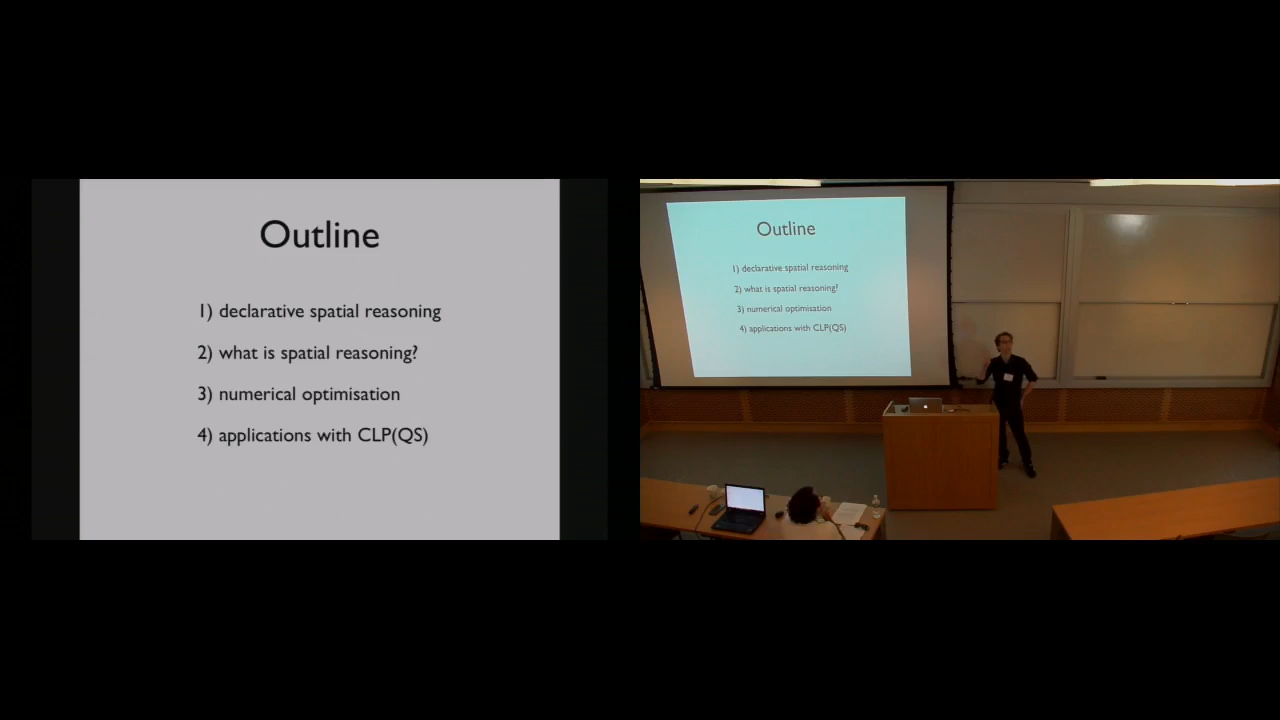 Outline
1) declarative spatial reasoning
2) what is spatial reasoning?
3) numerical optimisation
4) applications with CLP(QS)
Outline
1) declarative spatial reasoning
2) what is spatial reasoning?
3) numerical optimisation
4) applications with CLP(QS)